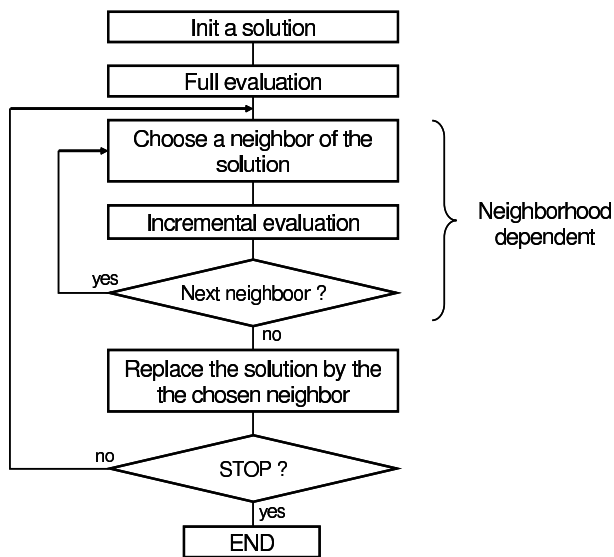 Init a solution
Full evaluation
Choose a neighbor of the
solution
Incremental evaluation
Neighborhood
dependent
yes
Next neighboor ?
no
Replace the solution by the
the chosen neighbor
no
STOP ?
yes
END